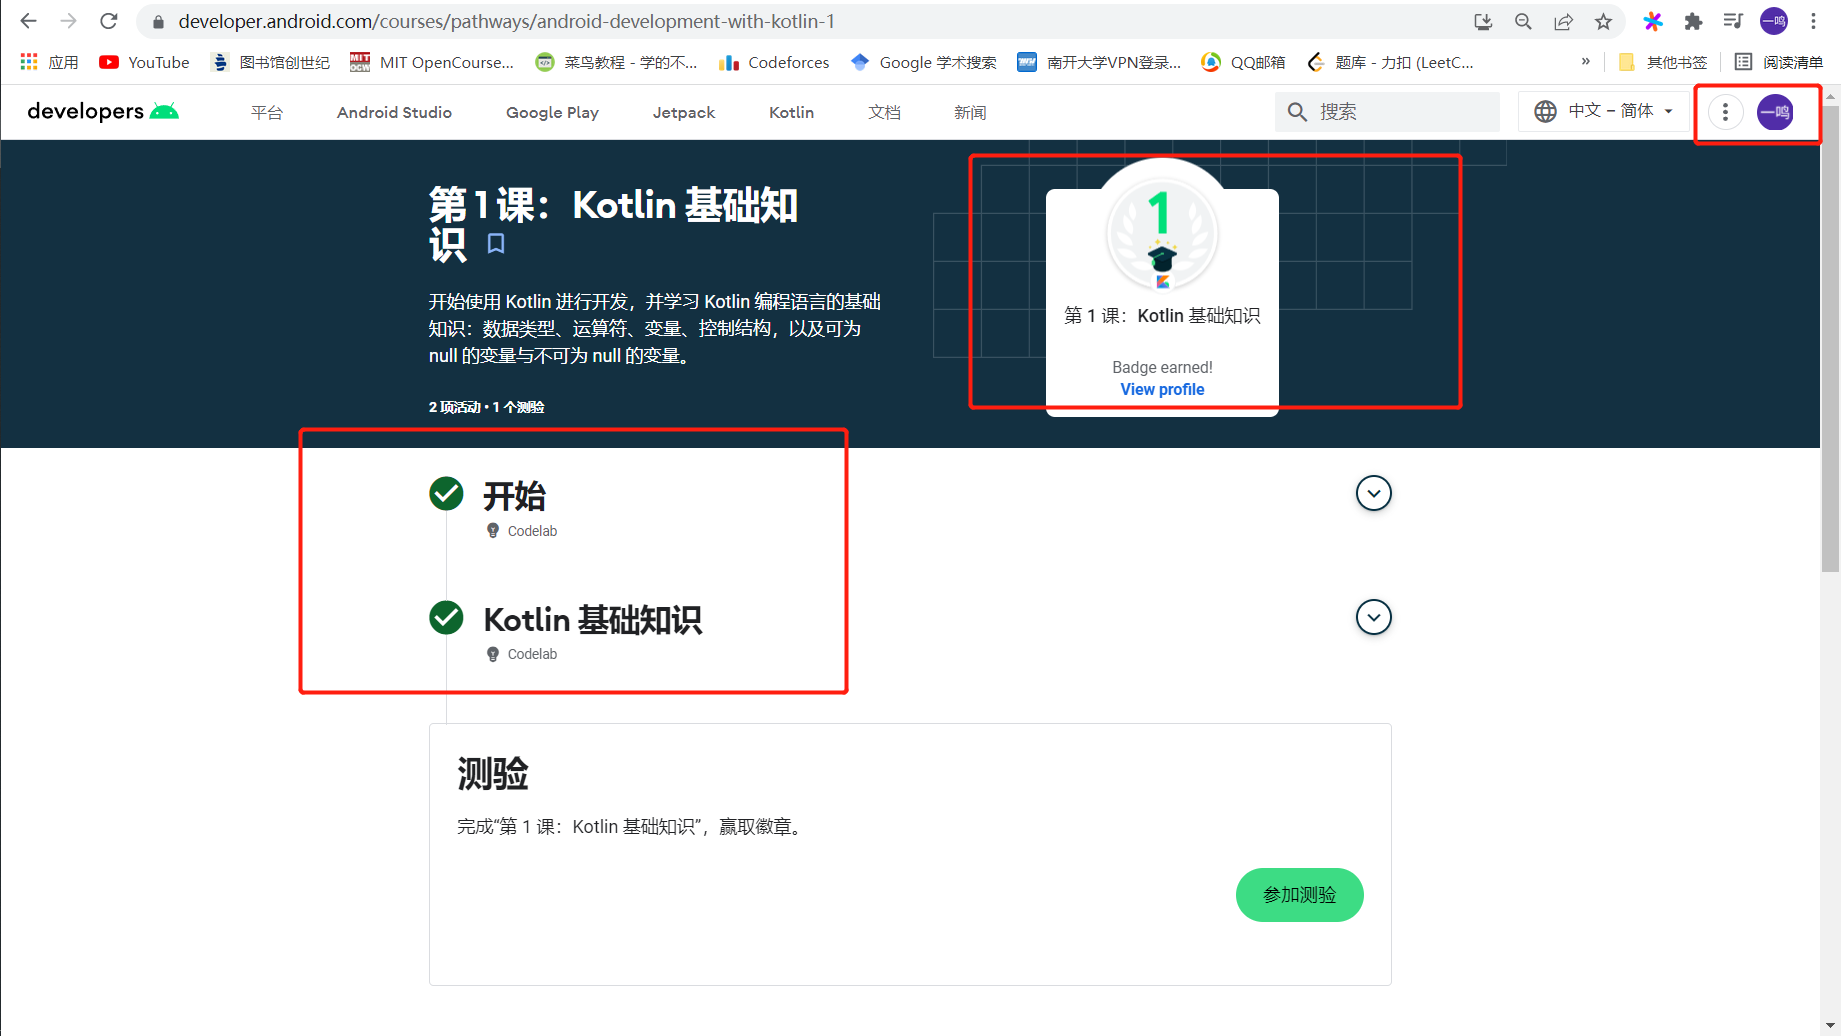 developer.android.com/courses/pathways/android-development-with-kotlin-1
一鸣
应用
YouTube
图书馆创世纪
MIT OpenCourse...
菜鸟教程 - 学的不...
Codeforces
Google 学术搜索
南开大学VPN登录...
QQ邮箱
题库 - 力扣 (LeetC...
»
其他书签
阅读清单
developers
平台
Android Studio
Google Play
Jetpack
Kotlin
文档
新闻
搜索
中文 – 简体
一鸣
第 1 课：Kotlin 基础知
识
开始使用 Kotlin 进行开发，并学习 Kotlin 编程语言的基础
知识：数据类型、运算符、变量、控制结构，以及可为
null 的变量与不可为 null 的变量。
2 项活动 • 1 个测验
1
第 1 课：Kotlin 基础知识
Badge earned!
View profile
开始
Codelab
Kotlin 基础知识
Codelab
测验
完成“第 1 课：Kotlin 基础知识”，赢取徽章。
参加测验